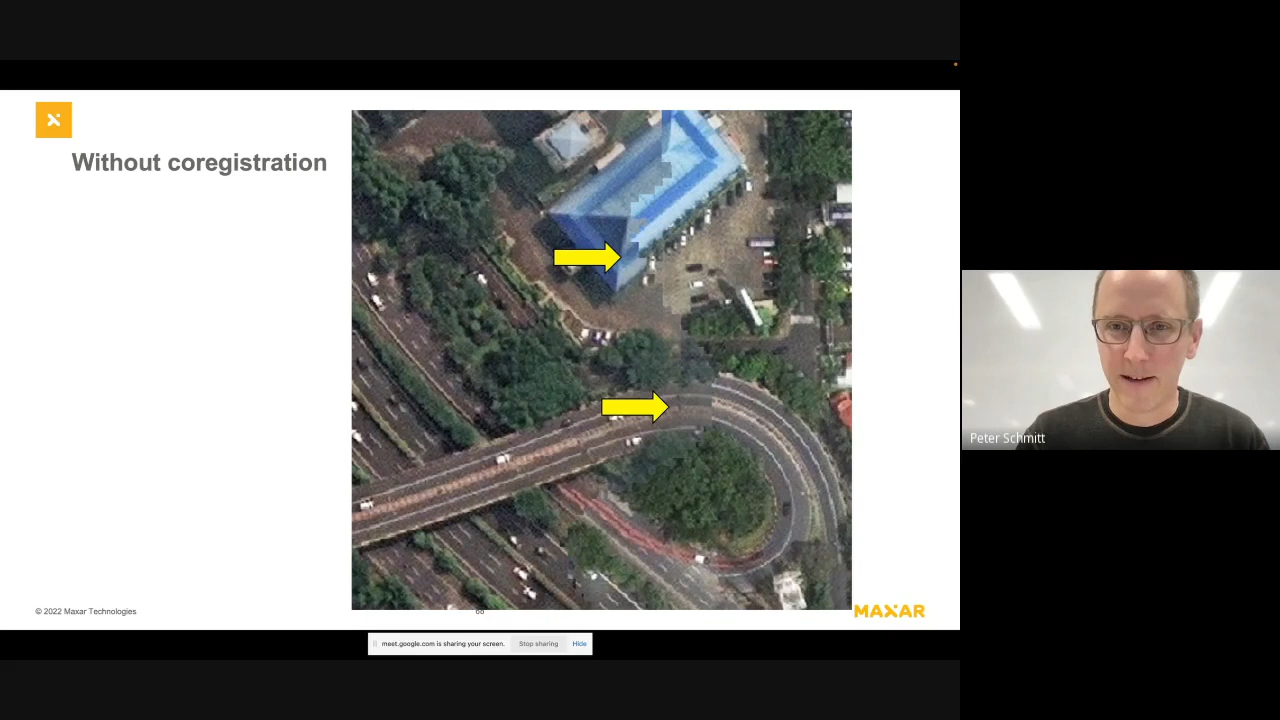 Without coregistration
Peter Schmitt
© 2022 Maxar Technologies
MAXAR
meet.google.com is sharing your screen.
Stop sharing
Hide